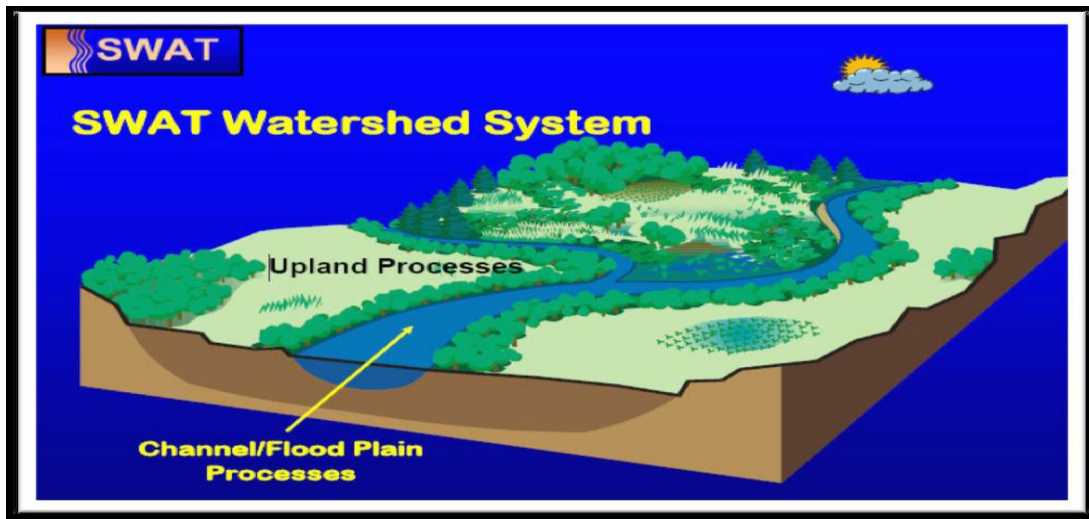 SWAT
SWAT Watershed System
Upland Processes
Channel/Flood Plain
Processes